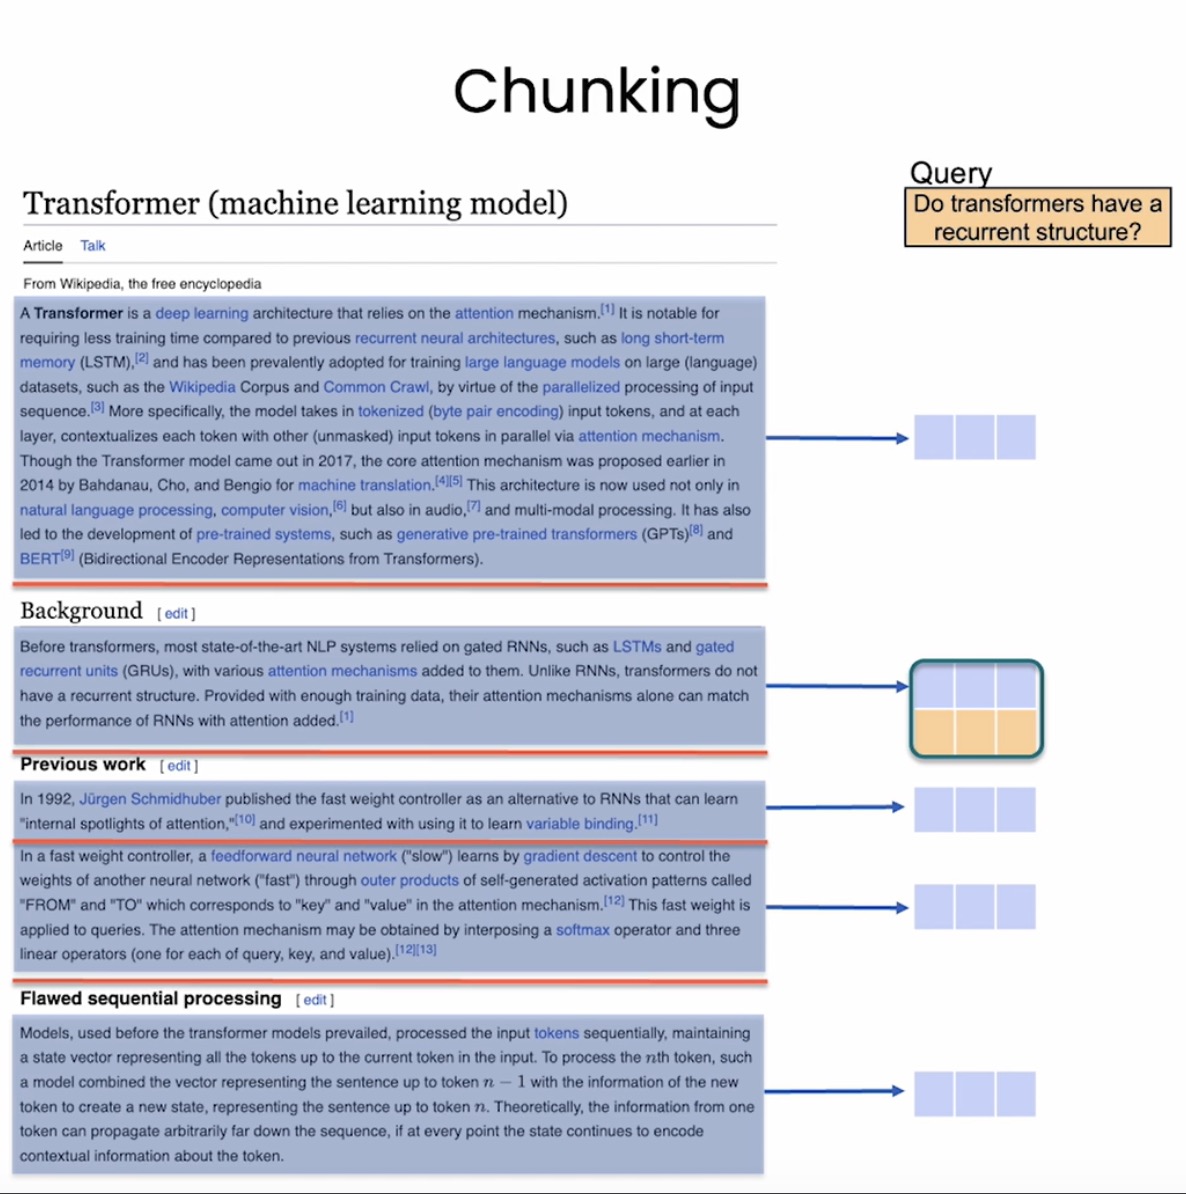 Chunking
Query
Do transformers have a
recurrent structure?
Transformer (machine learning model)
Article Talk
From Wikipedia, the free encyclopedia
A Transformer is a deep learning architecture that relies on the attention mechanism.[1] It is notable for
requiring less training time compared to previous recurrent neural architectures, such as long short-term
memory (LSTM),[2] and has been prevalently adopted for training large language models on large (language)
datasets, such as the Wikipedia Corpus and Common Crawl, by virtue of the parallelized processing of input
sequence.[3] More specifically, the model takes in tokenized (byte pair encoding) input tokens, and at each
layer, contextualizes each token with other (unmasked) input tokens in parallel via attention mechanism.
Though the Transformer model came out in 2017, the core attention mechanism was proposed earlier in
2014 by Bahdanau, Cho, and Bengio for machine translation.[4][5] This architecture is now used not only in
natural language processing, computer vision,[6] but also in audio,[7] and multi-modal processing. It has also
led to the development of pre-trained systems, such as generative pre-trained transformers (GPTs)[8] and
BERT[9] (Bidirectional Encoder Representations from Transformers).
Background [ edit ]
Before transformers, most state-of-the-art NLP systems relied on gated RNNs, such as LSTMs and gated
recurrent units (GRUs), with various attention mechanisms added to them. Unlike RNNs, transformers do not
have a recurrent structure. Provided with enough training data, their attention mechanisms alone can match
the performance of RNNs with attention added.[1]
Previous work [ edit ]
In 1992, Jürgen Schmidhuber published the fast weight controller as an alternative to RNNs that can learn
"internal spotlights of attention,"[10] and experimented with using it to learn variable binding.[11]
In a fast weight controller, a feedforward neural network ("slow") learns by gradient descent to control the
weights of another neural network ("fast") through outer products of self-generated activation patterns called
"FROM" and "TO" which corresponds to "key" and "value" in the attention mechanism.[12] This fast weight is
applied to queries. The attention mechanism may be obtained by interposing a softmax operator and three
linear operators (one for each of query, key, and value).[12][13]
Flawed sequential processing [ edit ]
Models, used before the transformer models prevailed, processed the input tokens sequentially, maintaining
a state vector representing all the tokens up to the current token in the input. To process the nth token, such
a model combined the vector representing the sentence up to token n − 1 with the information of the new
token to create a new state, representing the sentence up to token n. Theoretically, the information from one
token can propagate arbitrarily far down the sequence, if at every point the state continues to encode
contextual information about the token.